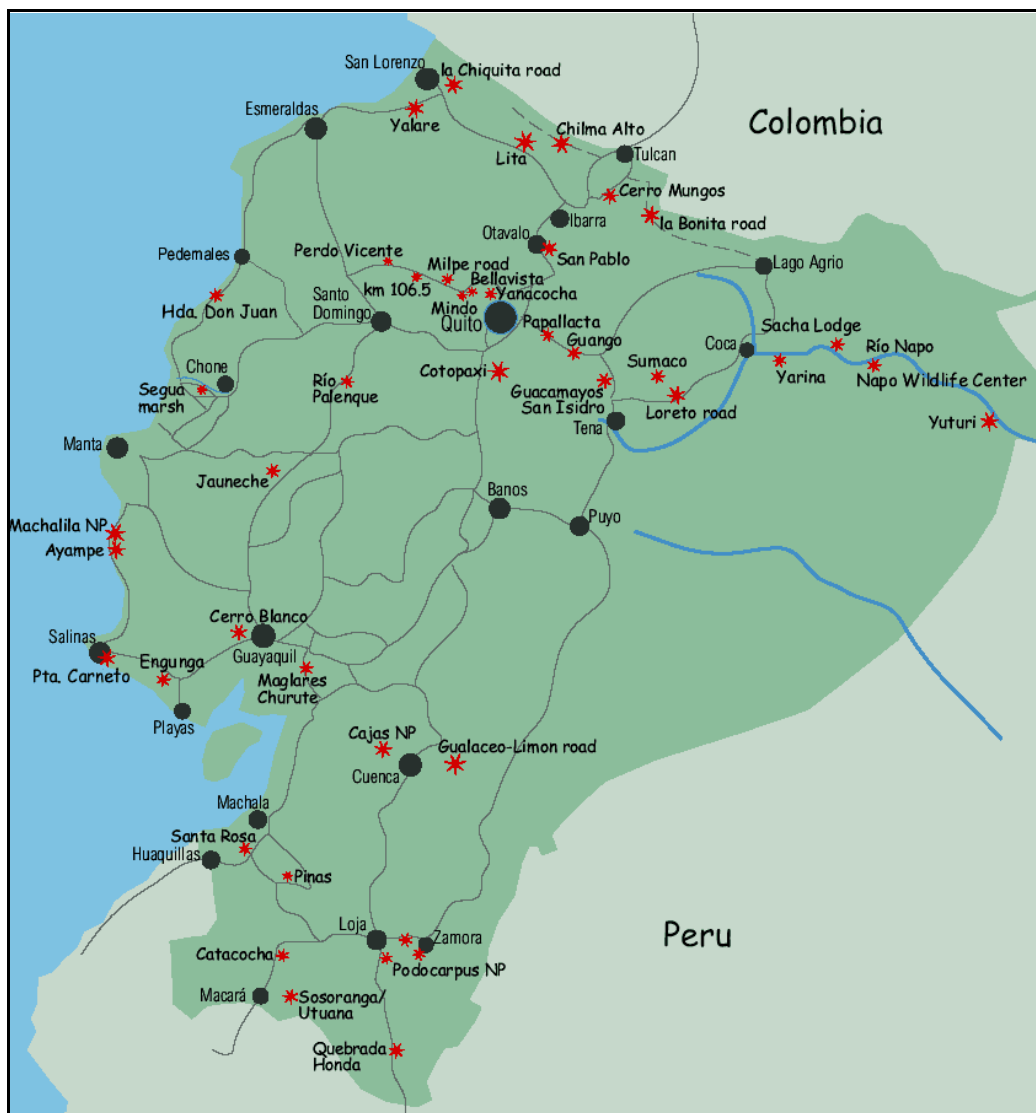 San Lorenzo
la Chiquita road
Esmeraldas
Yalare
Colombia
Chilma Alto
Lita
Tulcan
Cerro Mungos
Ibarra
la Bonita road
Otavalo
San Pablo
Pedernales
Perdo Vicente
Milpe road
Lago Agrio
km 106.5
Bellavista
Hda. Don Juan
Santo
Domingo
Mindo
Yanacocha
Quito
Papallacta
Sacha Lodge
Guango
Coca
Río Napo
Chone
Cotopaxi
Sumaco
Yarina
Napo Wildlife Center
Segua
marsh
Río
Palenque
Guacamayos
San Isidro
Loreto road
Tena
Yuturi
Manta
Jauneche
Banos
Puyo
Machalila NP
Ayampe
Cerro Blanco
Salinas
Guayaquil
Engunga
Pta. Carneto
Maglares
Churute
Playas
Cajas NP
Gualaceo-Limon road
Cuenca
Machala
Santa Rosa
Huaquillas
Pinas
Peru
Loja
Zamora
Catacocha
Podocarpus NP
Macará
Sosoranga/
Utuana
Quebrada
Honda